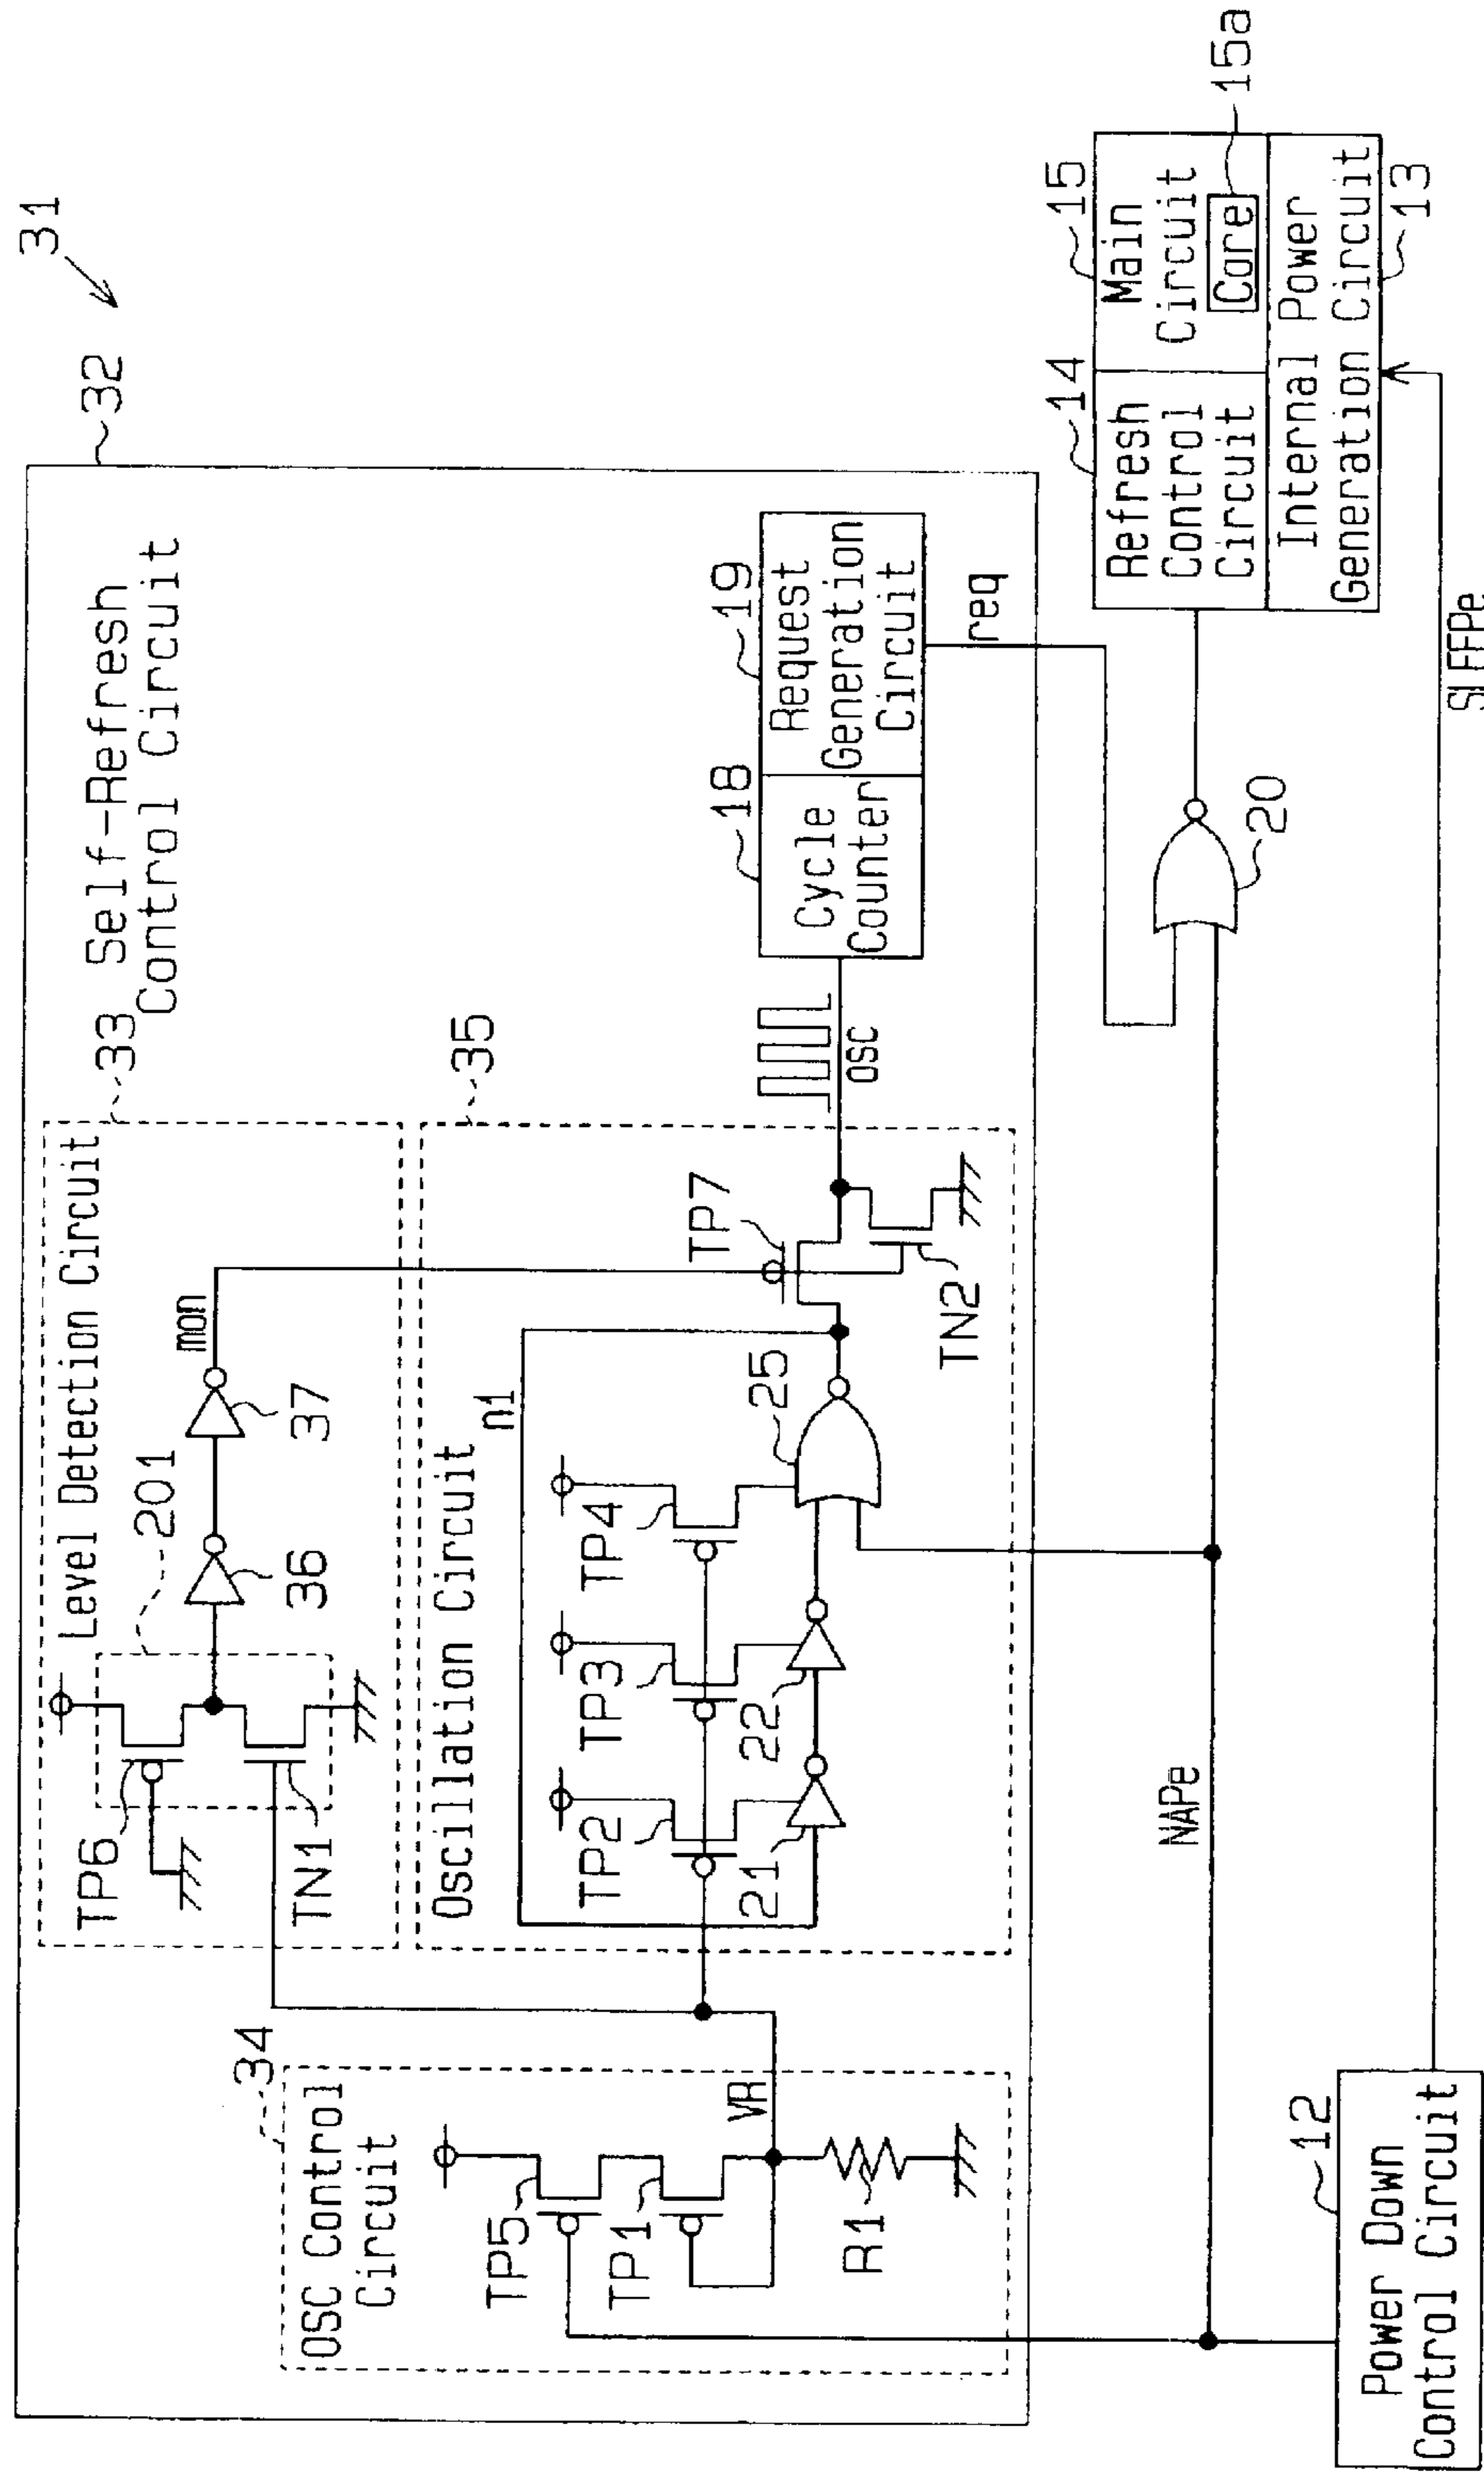 31
32
33
Self-Refresh
Control Circuit
Level Detection Circuit
201
TP6
TN1
36
37
mon
34
OSC Control
Circuit
TP5
TP1
VR
R1
35
Oscillation Circuit
n1
TP2
TP3
TP4
21
22
25
TP7
TN2
osc
18
Cycle
Counter
19
Request
Generation
Circuit
req
14
Refresh
Control
Circuit
15
Main
Circuit
Core
15a
Internal Power
Generation Circuit
13
20
NAPe
12
Power Down
Control Circuit
SLEEPe